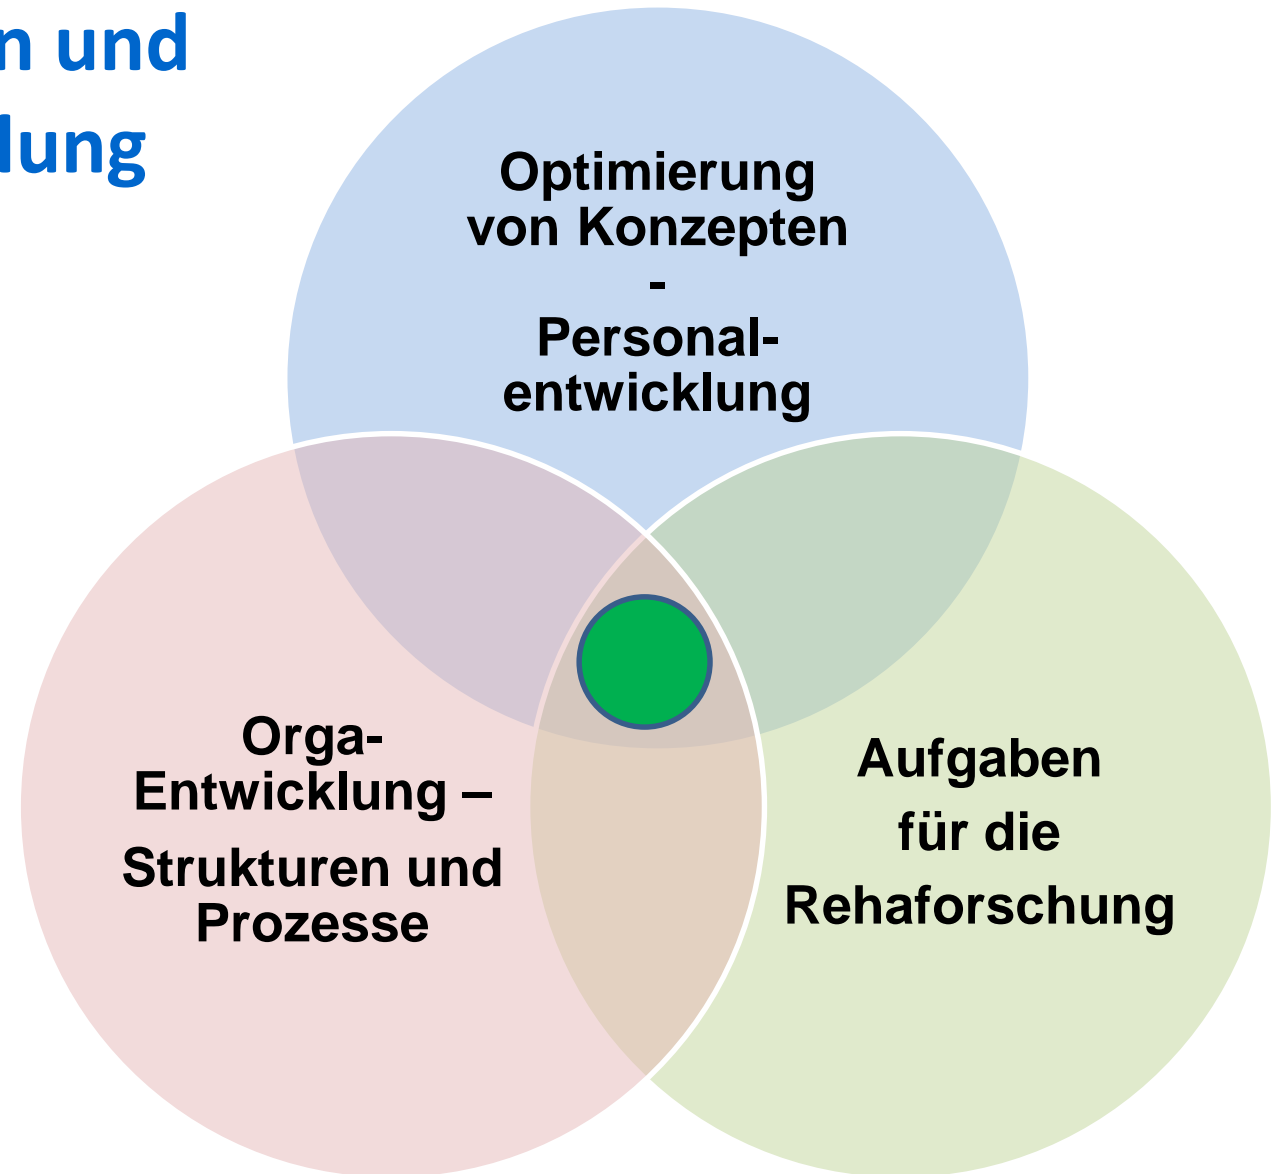 n und
lung
Optimierung
von Konzepten
-
Personal-
entwicklung
Orga-
Entwicklung –
Strukturen und
Prozesse
Aufgaben
für die
Rehaforschung